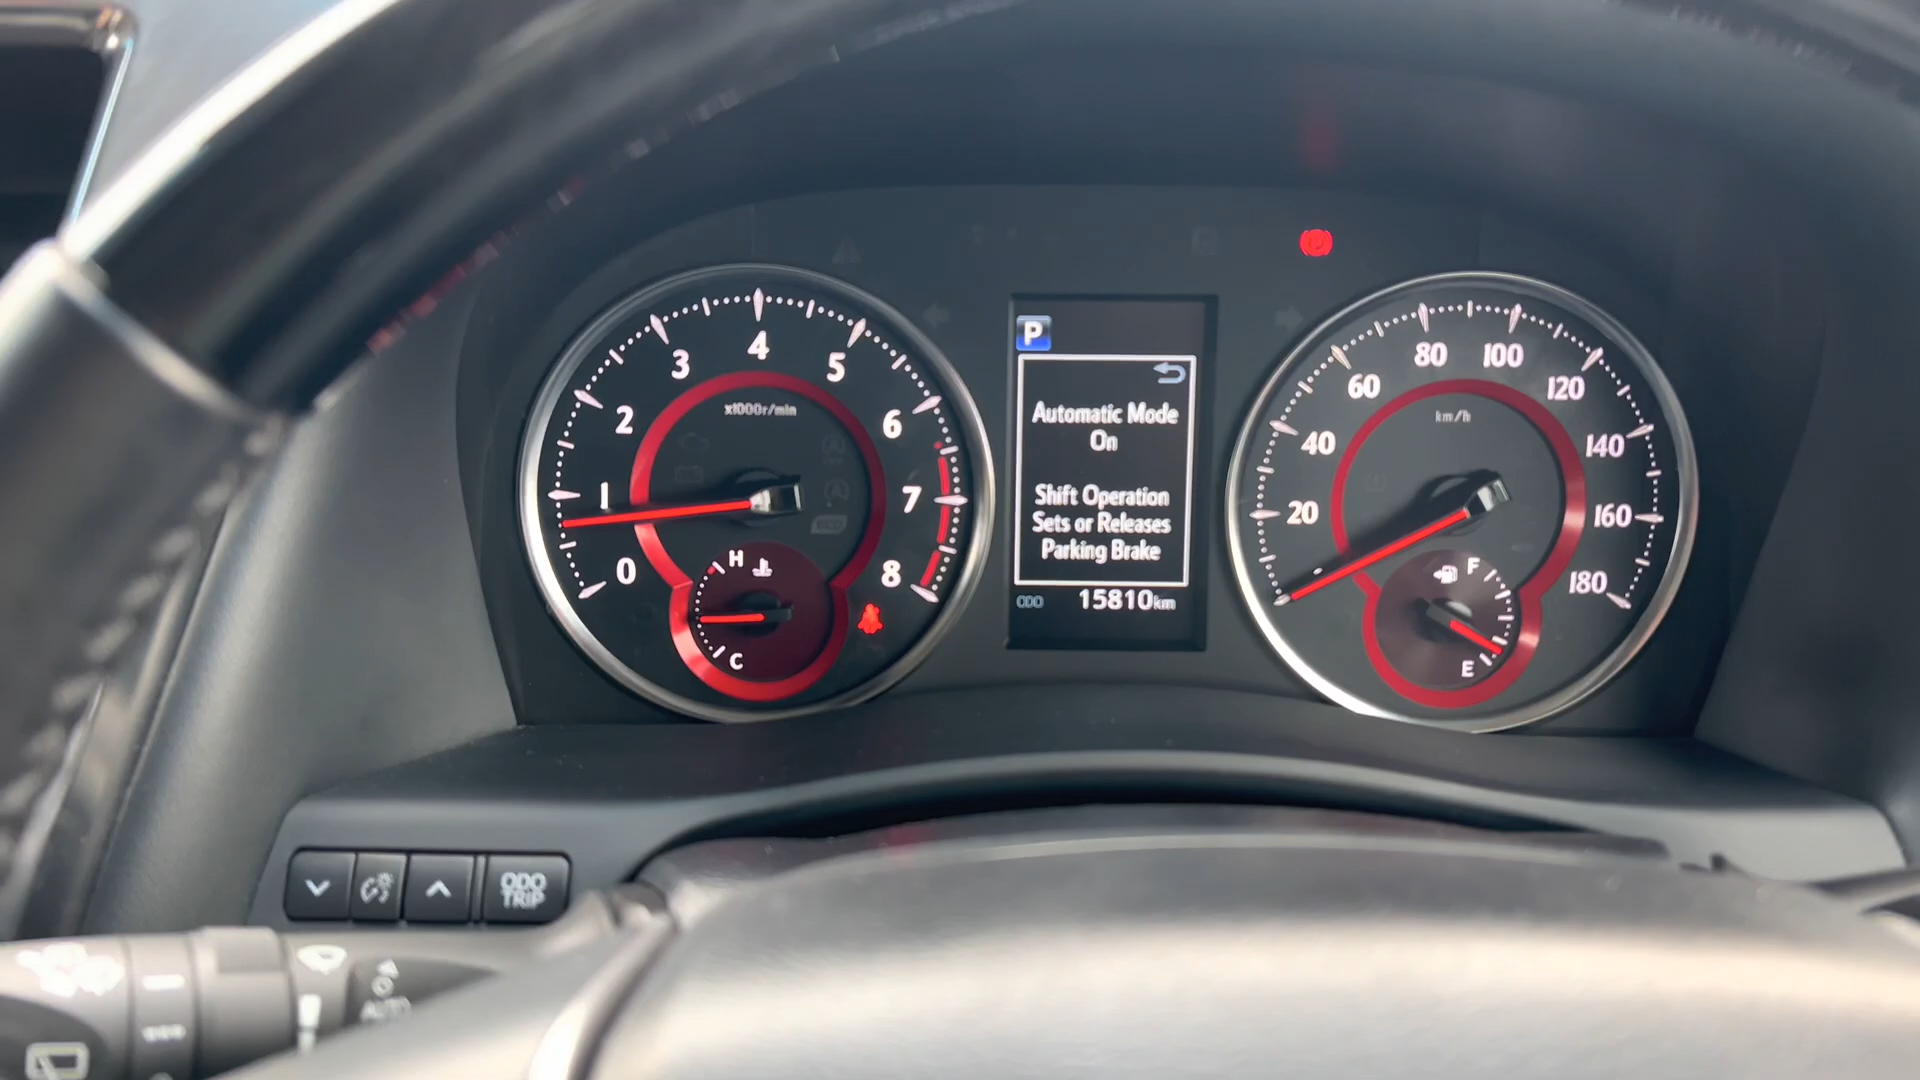 x1000r/min
0
1
2
3
4
5
6
7
8
H
C
P
Automatic Mode
On
Shift Operation
Sets or Releases
Parking Brake
ODO 15810km
km/h
20
40
60
80
100
120
140
160
180
F
E
ODO
TRIP
AUTO